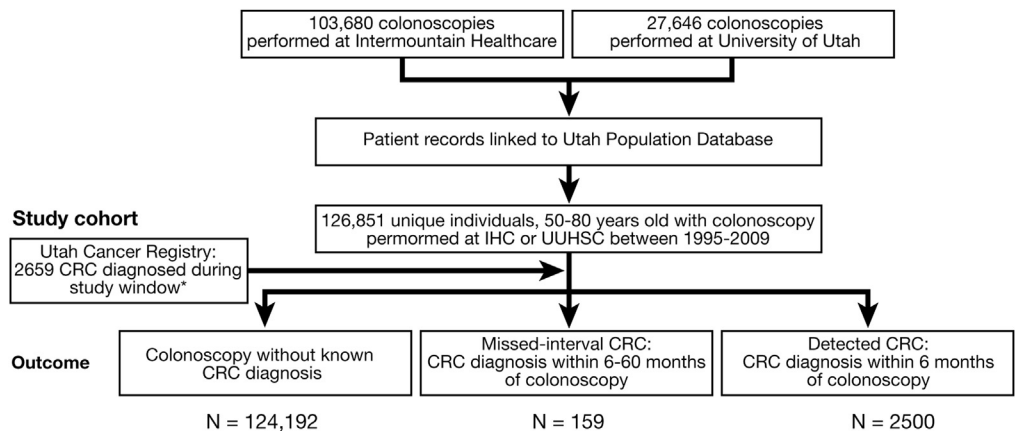 103,680 colonoscopies
performed at Intermountain Healthcare
27,646 colonoscopies
performed at University of Utah
Patient records linked to Utah Population Database
Study cohort
126,851 unique individuals, 50-80 years old with colonoscopy
permormed at IHC or UUHSC between 1995-2009
Utah Cancer Registry:
2659 CRC diagnosed during
study window*
Outcome
Colonoscopy without known
CRC diagnosis
Missed-interval CRC:
CRC diagnosis within 6-60 months
of colonoscopy
Detected CRC:
CRC diagnosis within 6 months
of colonoscopy
N = 124,192
N = 159
N = 2500